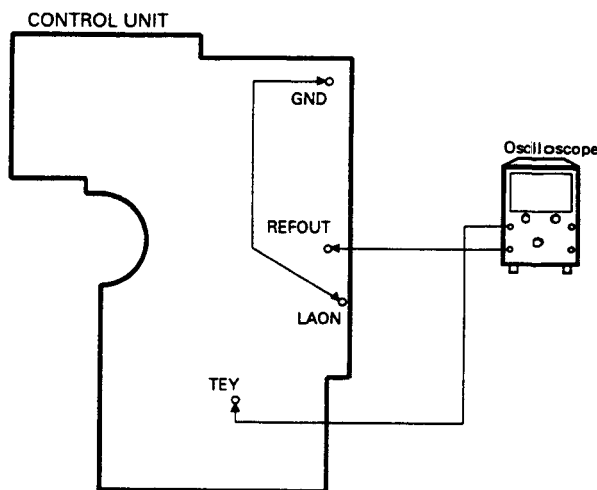 CONTROL UNIT
GND
Oscilloscope
REFOUT
LAON
TEY